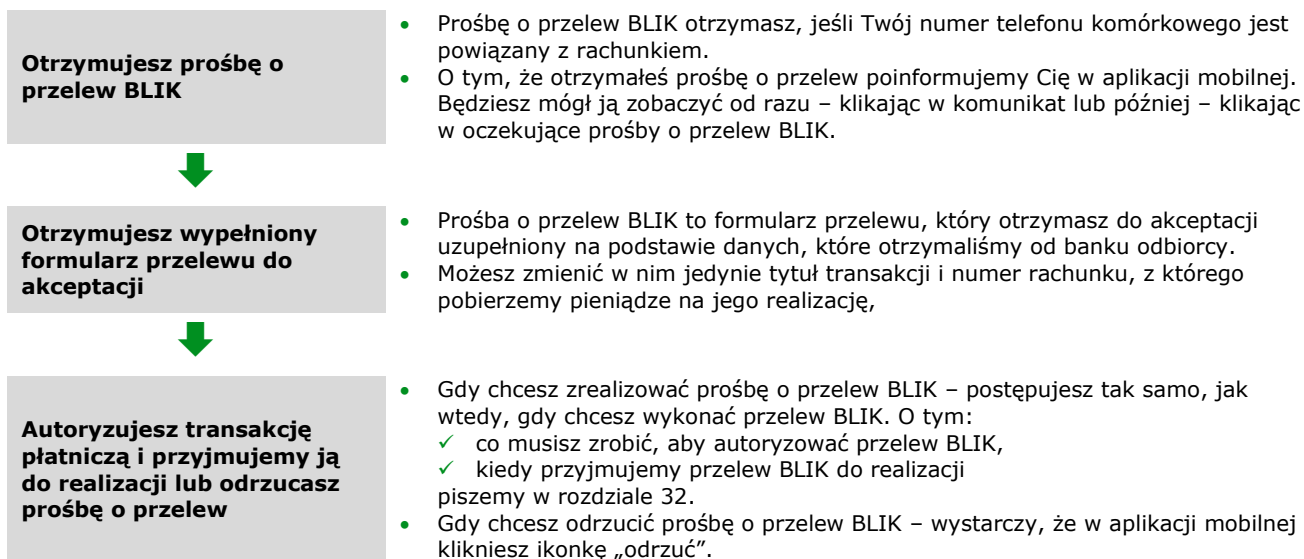 Otrzymujesz prośbę o
przelew BLIK
• Prośbę o przelew BLIK otrzymasz, jeśli Twój numer telefonu komórkowego jest
powiązany z rachunkiem.
• O tym, że otrzymałeś prośbę o przelew poinformujemy Cię w aplikacji mobilnej.
Będziesz mógł ją zobaczyć od razu – klikając w komunikat lub później – klikając
w oczekujące prośby o przelew BLIK.
Otrzymujesz wypełniony
formularz przelewu do
akceptacji
• Prośba o przelew BLIK to formularz przelewu, który otrzymasz do akceptacji
uzupełniony na podstawie danych, które otrzymaliśmy od banku odbiorcy.
• Możesz zmienić w nim jedynie tytuł transakcji i numer rachunku, z którego
pobierzemy pieniądze na jego realizację,
Autoryzujesz transakcję
płatniczą i przyjmujemy ją
do realizacji lub odrzucasz
prośbę o przelew
• Gdy chcesz zrealizować prośbę o przelew BLIK – postępujesz tak samo, jak
wtedy, gdy chcesz wykonać przelew BLIK. O tym:
✓ co musisz zrobić, aby autoryzować przelew BLIK,
✓ kiedy przyjmujemy przelew BLIK do realizacji
piszemy w rozdziale 32.
• Gdy chcesz odrzucić prośbę o przelew BLIK – wystarczy, że w aplikacji mobilnej
klikniesz ikonkę „odrzuć”.